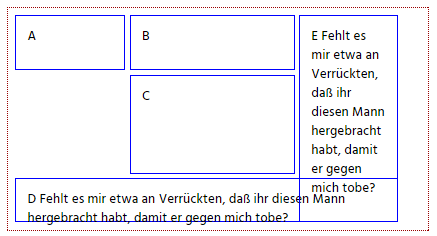 A
B
C
E Fehlt es
mir etwa an
Verrückten,
daß ihr
diesen Mann
hergebracht
habt, damit
er gegen
mich tobe?
D Fehlt es mir etwa an Verrückten, daß ihr diesen Mann
hergebracht habt, damit er gegen mich tobe?